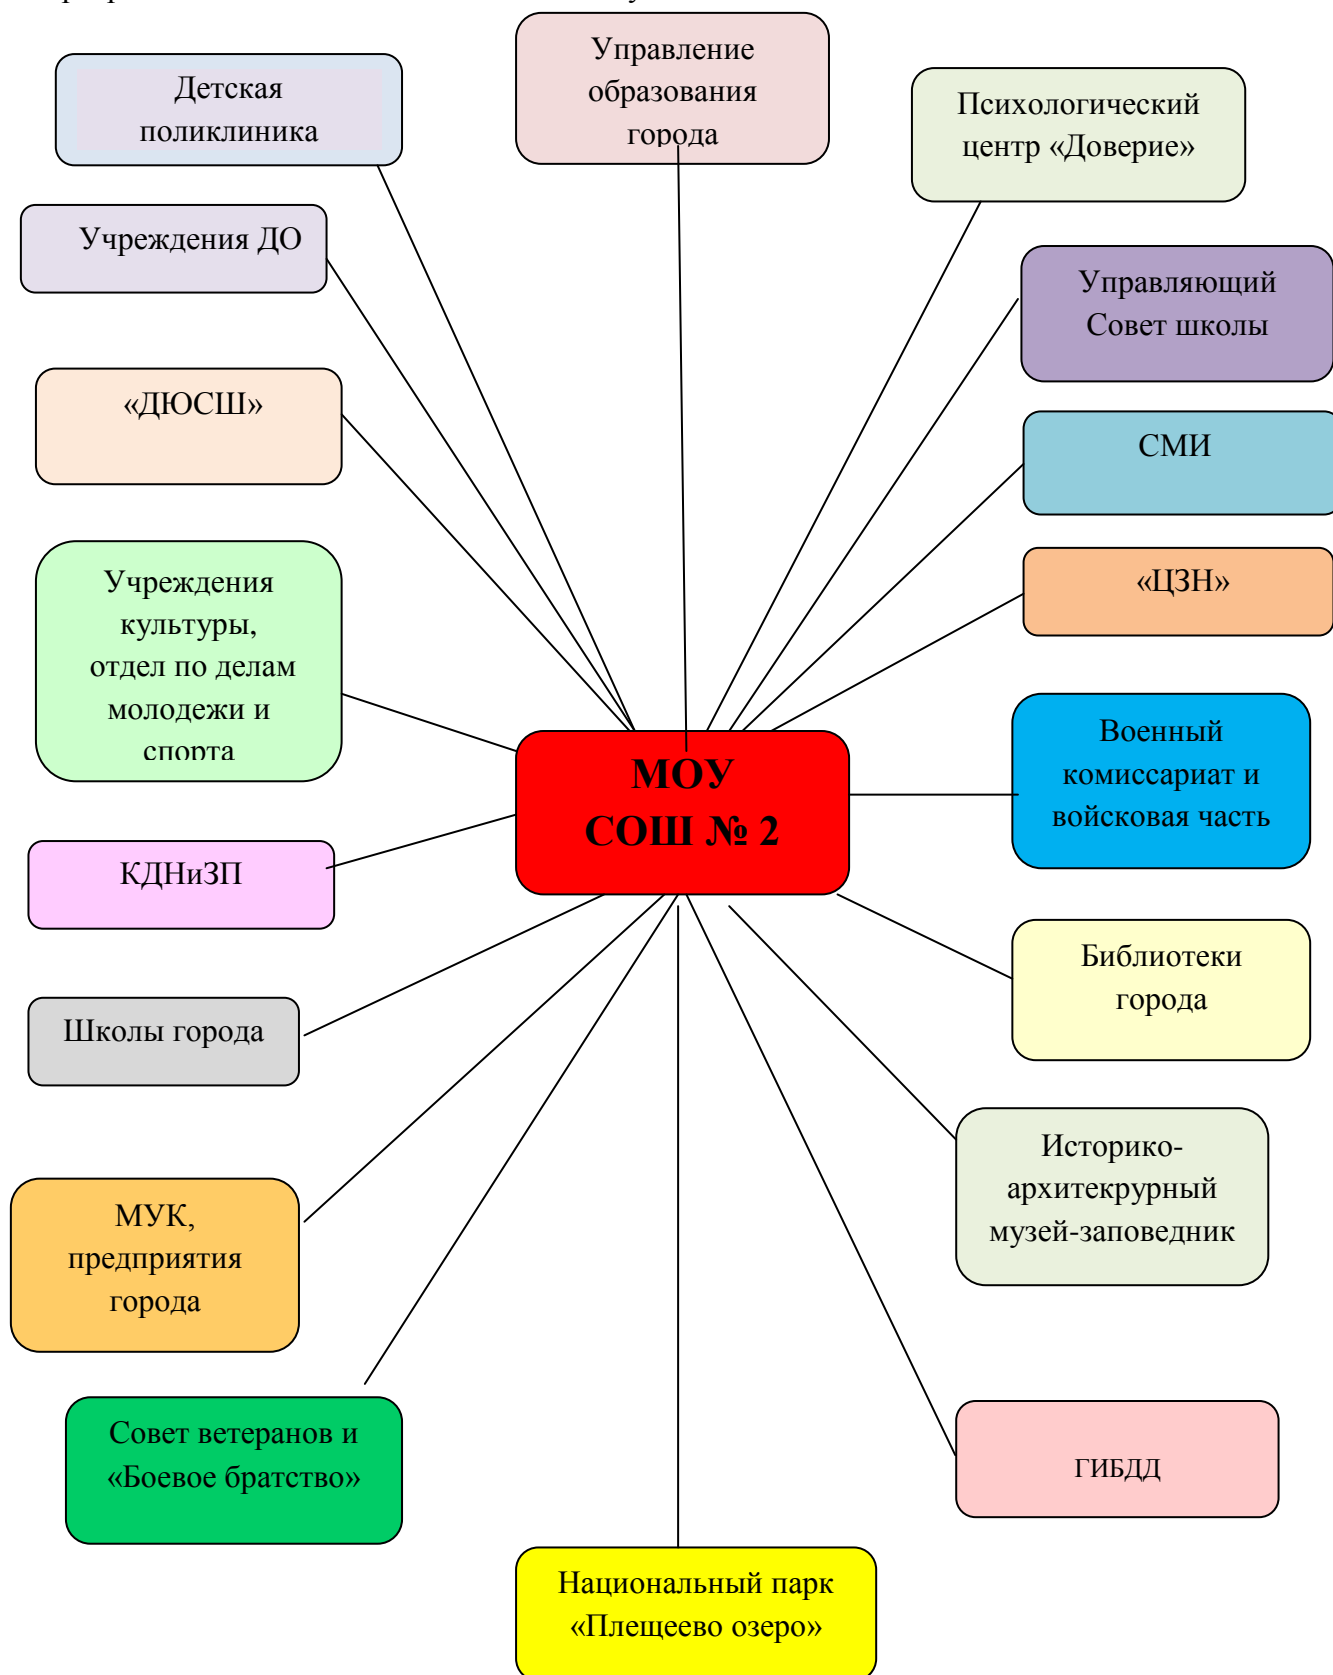 Управление
образования
города
Детская
поликлиника
Психологический
центр «Доверие»
Учреждения ДО
Управляющий
Совет школы
«ДЮСШ»
СМИ
Учреждения
культуры,
отдел по делам
молодежи и
спорта
«ЦЗН»
Военный
комиссариат и
войсковая часть
МОУ
СОШ № 2
КДНиЗП
Библиотеки
города
Школы города
Историко-
архитекрурный
музей-заповедник
МУК,
предприятия
города
Совет ветеранов и
«Боевое братство»
ГИБДД
Национальный парк
«Плещеево озеро»